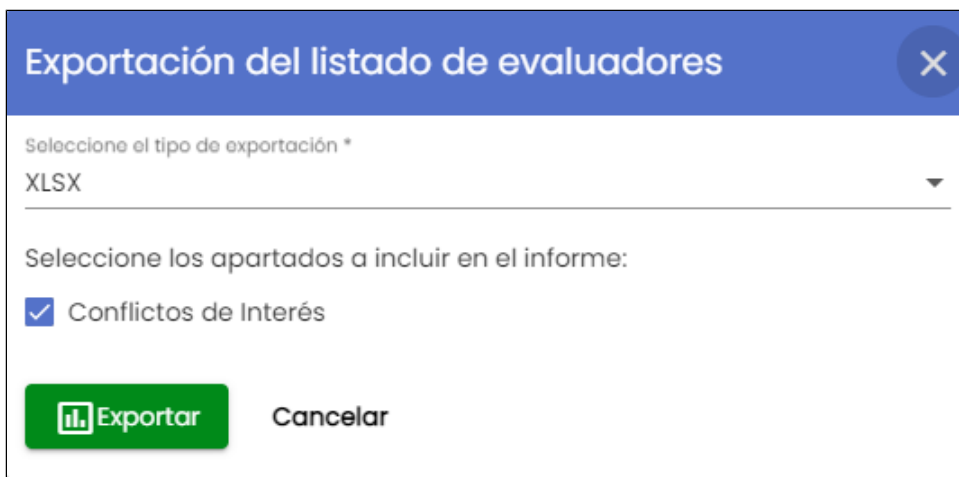 Exportación del listado de evaluadores
Seleccione el tipo de exportación *
XLSX
Seleccione los apartados a incluir en el informe:
Conflictos de Interés
Exportar Cancelar